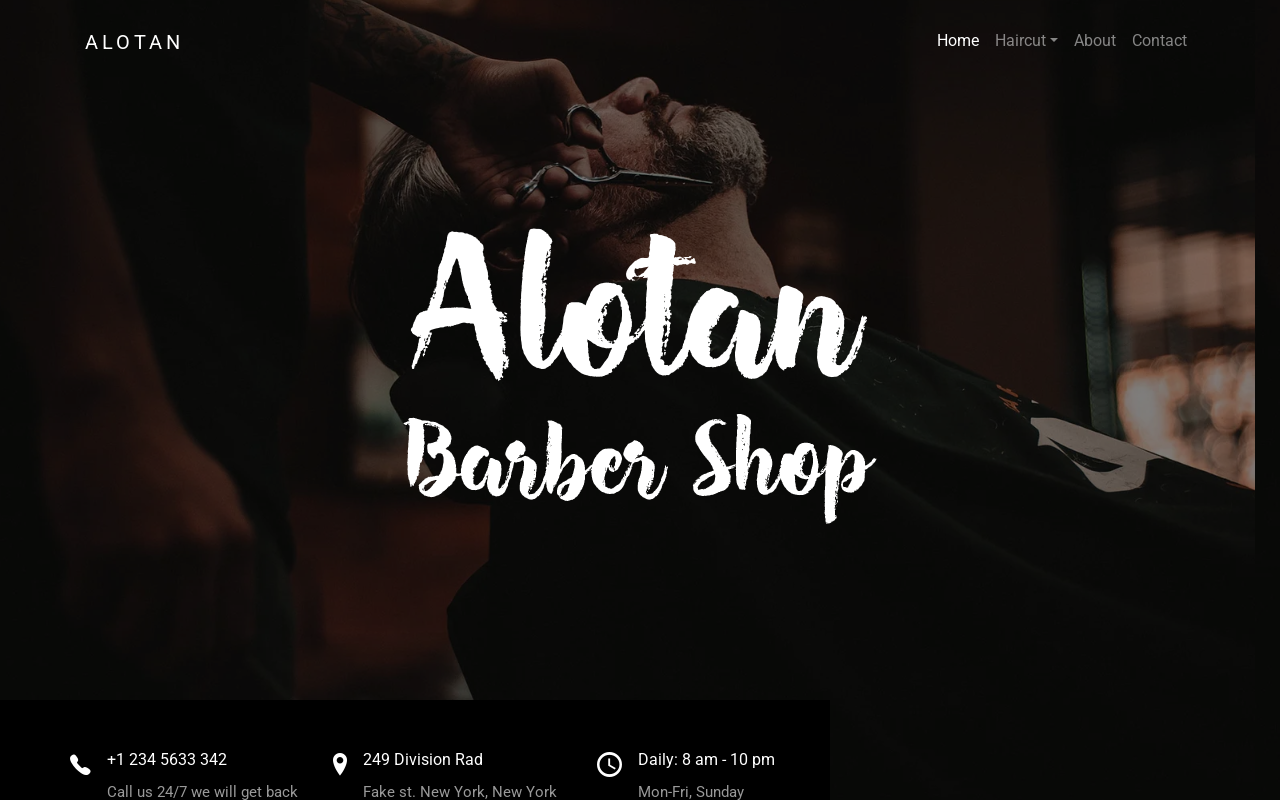 ALOTAN
Home Haircut About Contact
Alotan
Barber Shop
+1 234 5633 342
Call us 24/7 we will get back
249 Division Rad
Fake st. New York, New York
Daily: 8 am - 10 pm
Mon-Fri, Sunday